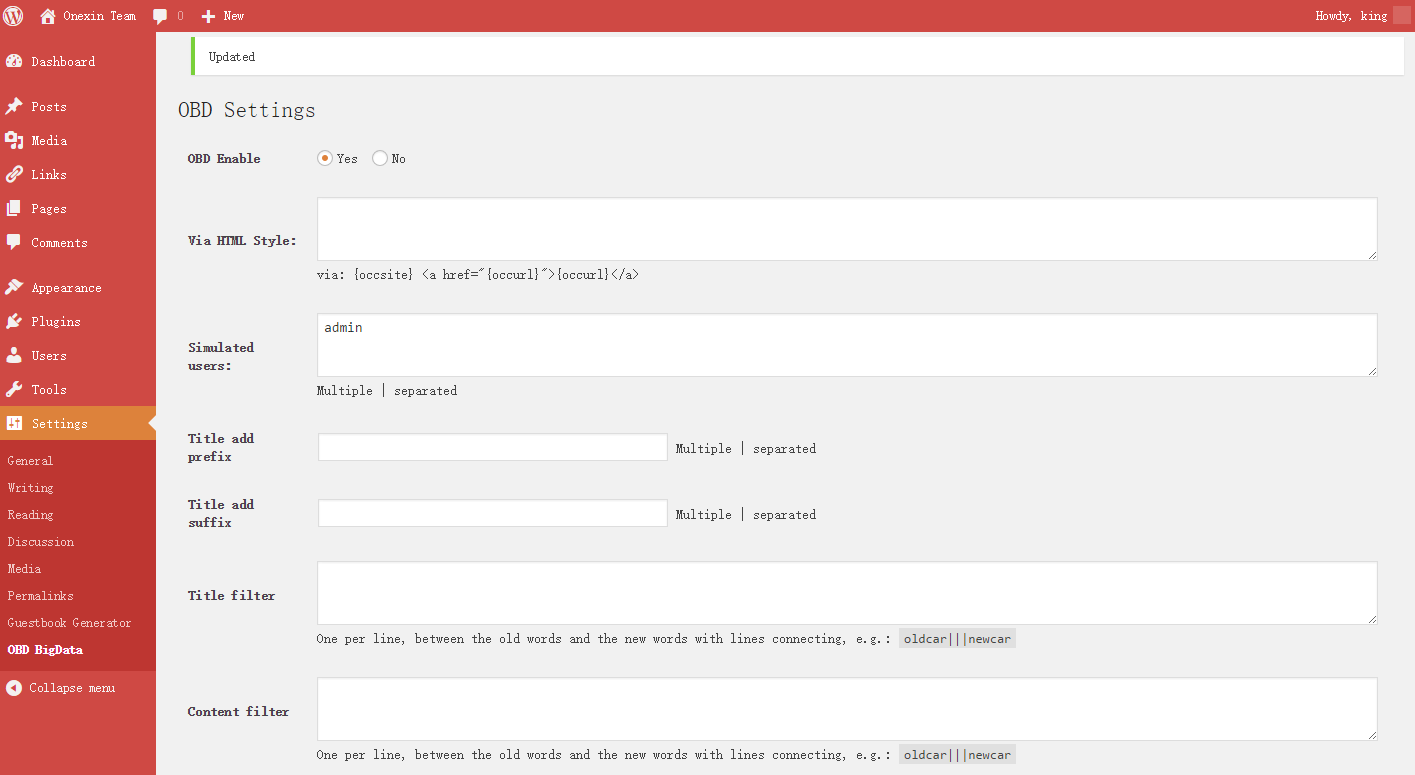 Onexin Team 0 New Howdy, king
Dashboard
Posts
Media
Links
Pages
Comments
Appearance
Plugins
Users
Tools
Settings
General
Writing
Reading
Discussion
Media
Permalinks
Guestbook Generator
OBD BigData
Collapse menu
Updated
OBD Settings
OBD Enable Yes No
Via HTML Style:
via: {occsite} <a href="{occurl}">{occurl}</a>
Simulated
users:
admin
Multiple | separated
Title add
prefix
Multiple | separated
Title add
suffix
Multiple | separated
Title filter
One per line, between the old words and the new words with lines connecting, e.g.: oldcar|||newcar
Content filter
One per line, between the old words and the new words with lines connecting, e.g.: oldcar|||newcar